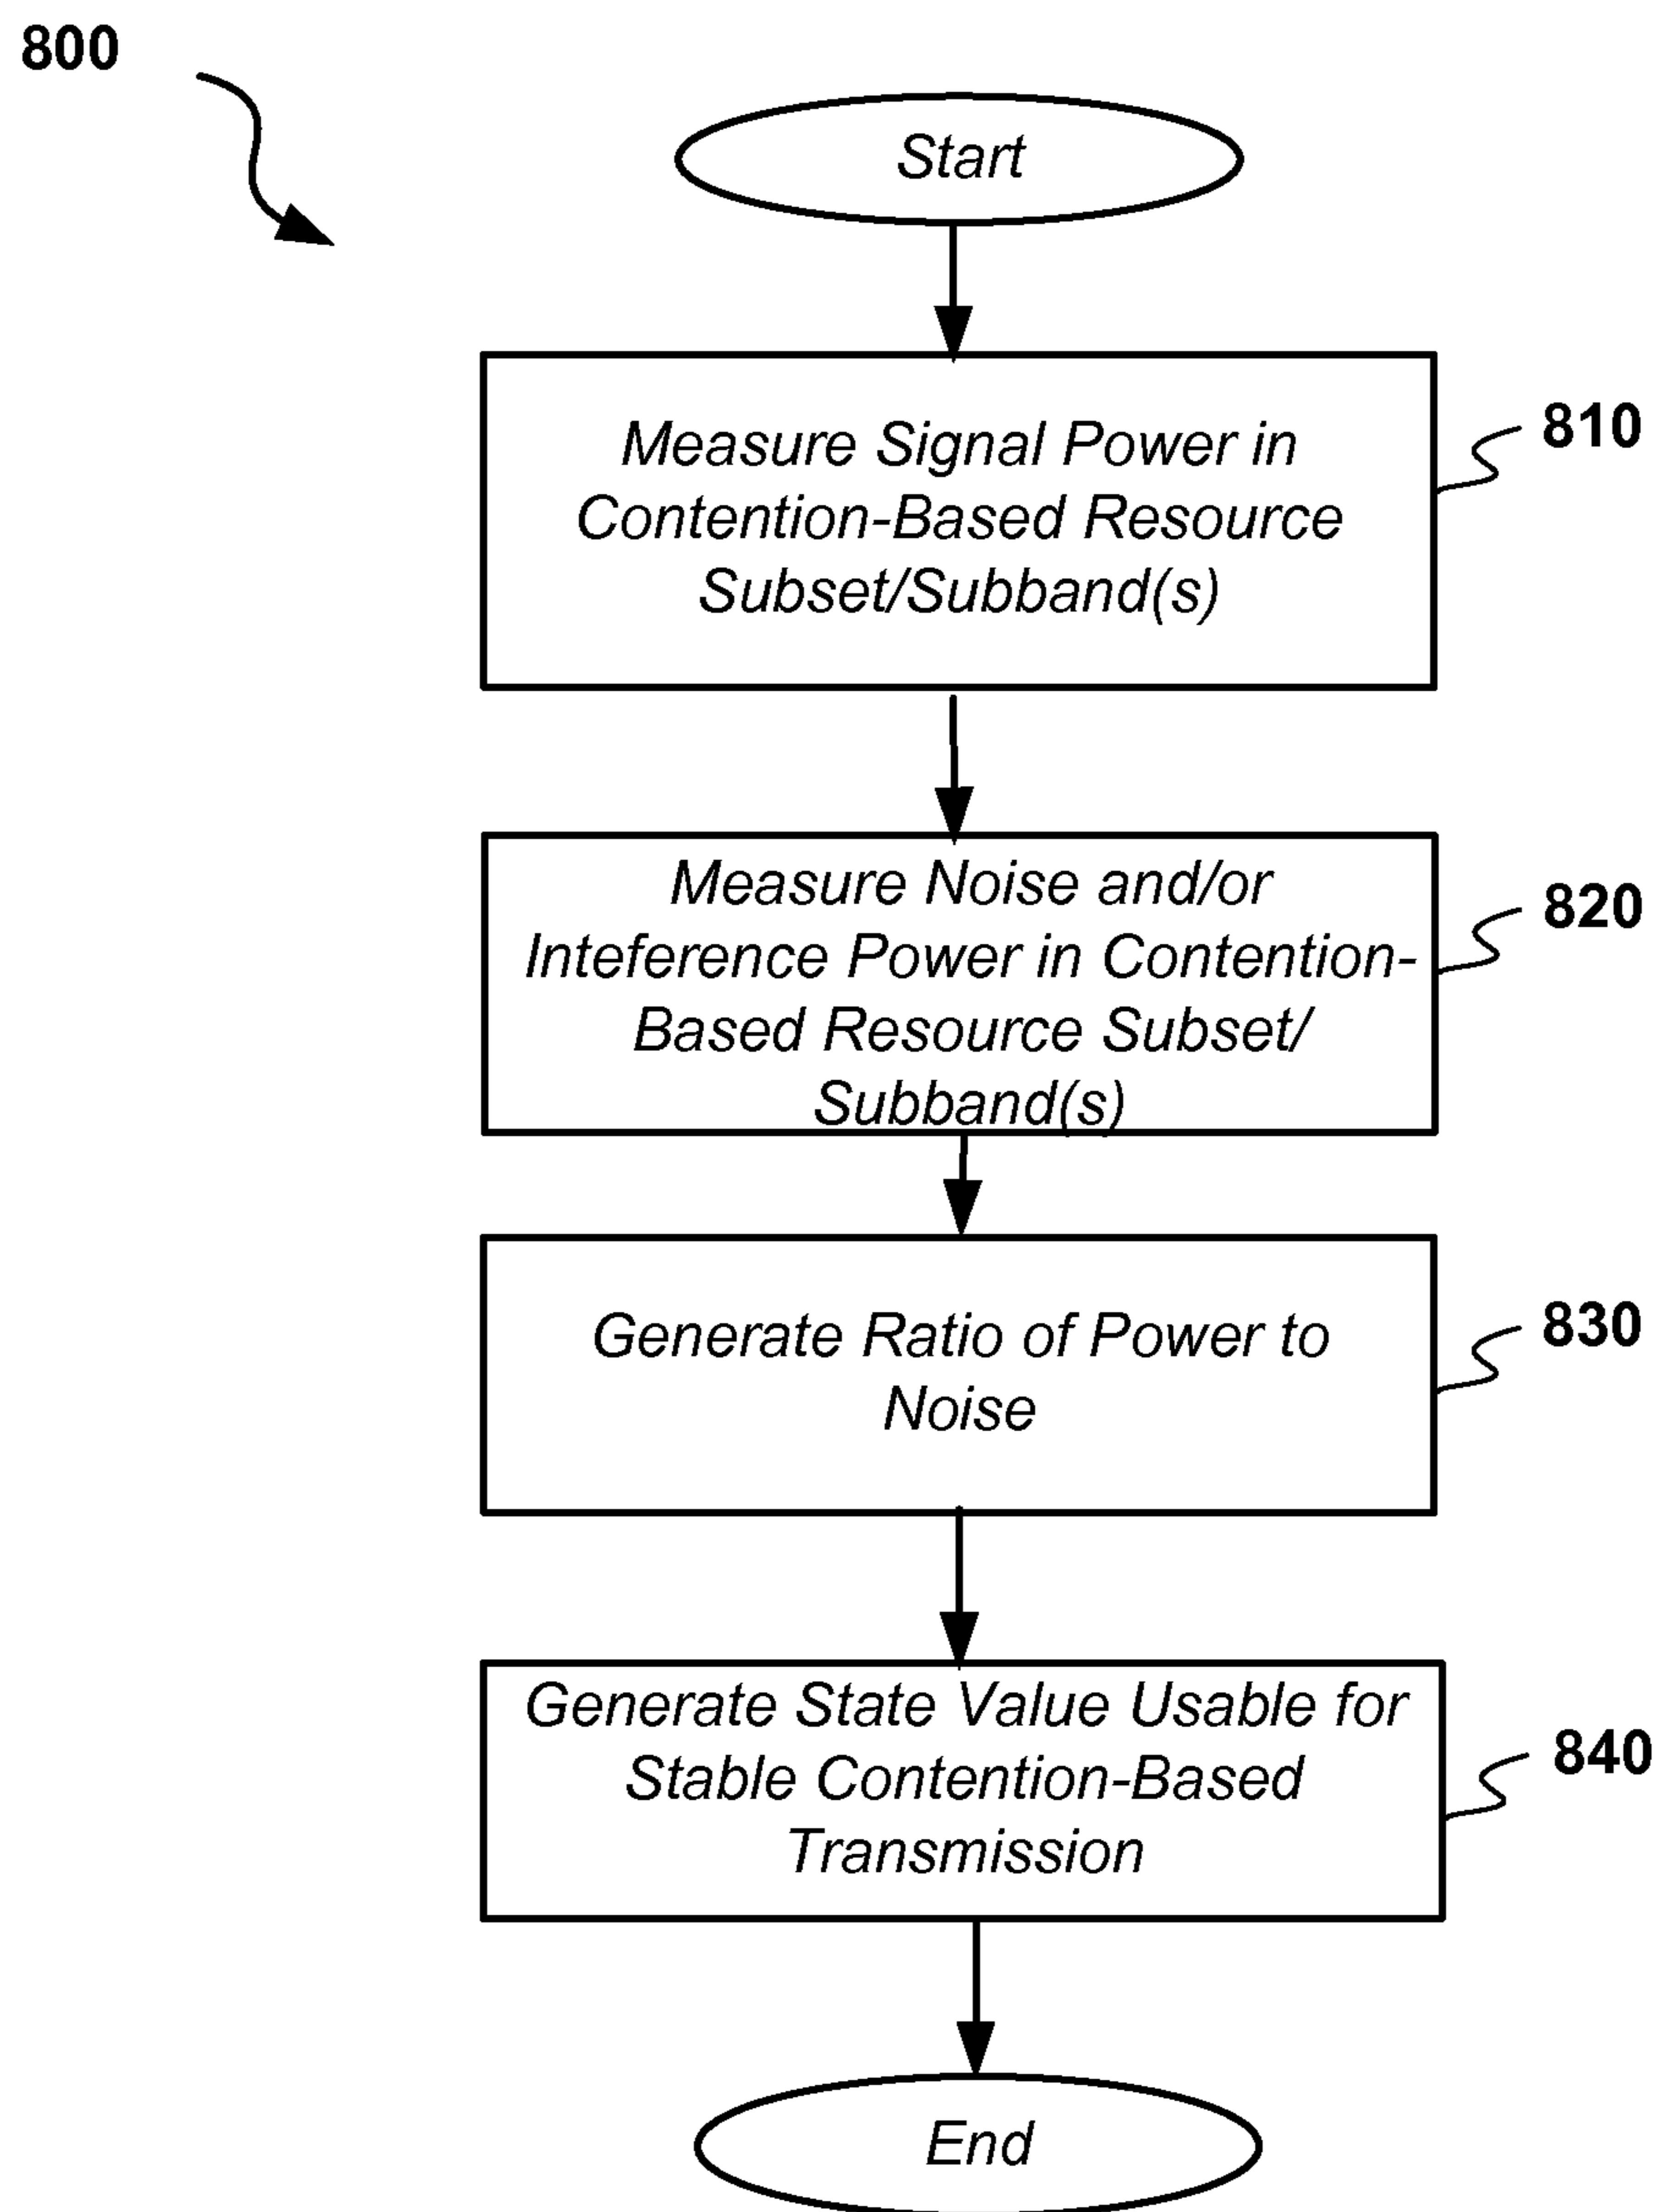 800
Start
Measure Signal Power in
Contention-Based Resource
Subset/Subband(s)
810
Measure Noise and/or
Inteference Power in Contention-
Based Resource Subset/
Subband(s)
820
Generate Ratio of Power to
Noise
830
Generate State Value Usable for
Stable Contention-Based
Transmission
840
End